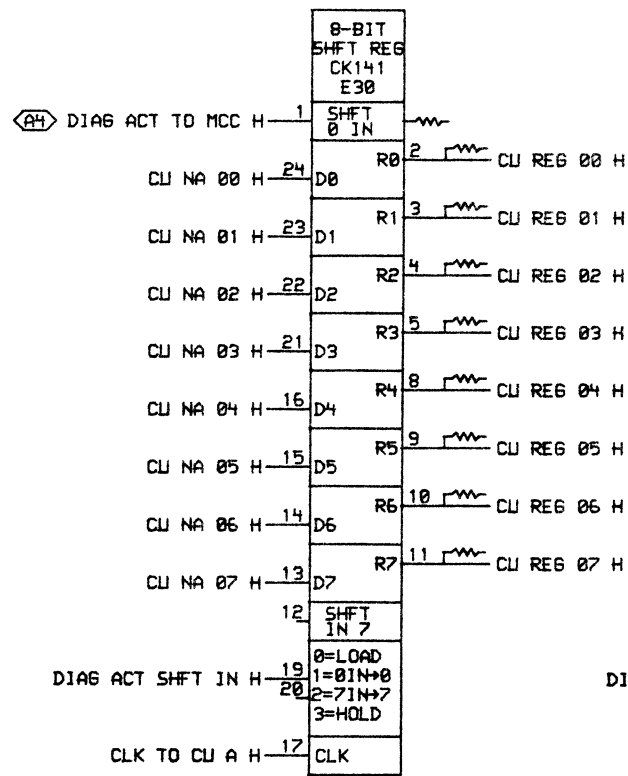 8-BIT
SHFT REG
CK141
E30
A4 DIAG ACT TO MCC H 1 SHFT
0 IN
R0 2 CU REG 00 H
CU NA 00 H 24 D0
R1 3 CU REG 01 H
CU NA 01 H 23 D1
R2 4 CU REG 02 H
CU NA 02 H 22 D2
R3 5 CU REG 03 H
CU NA 03 H 21 D3
R4 8 CU REG 04 H
CU NA 04 H 16 D4
R5 9 CU REG 05 H
CU NA 05 H 15 D5
R6 10 CU REG 06 H
CU NA 06 H 14 D6
R7 11 CU REG 07 H
CU NA 07 H 13 D7
12 SHFT
IN 7
0=LOAD
DIAG ACT SHFT IN H 19 1=0IN→0
20 2=7IN→7
3=HOLD
DI
CLK TO CU A H 17 CLK